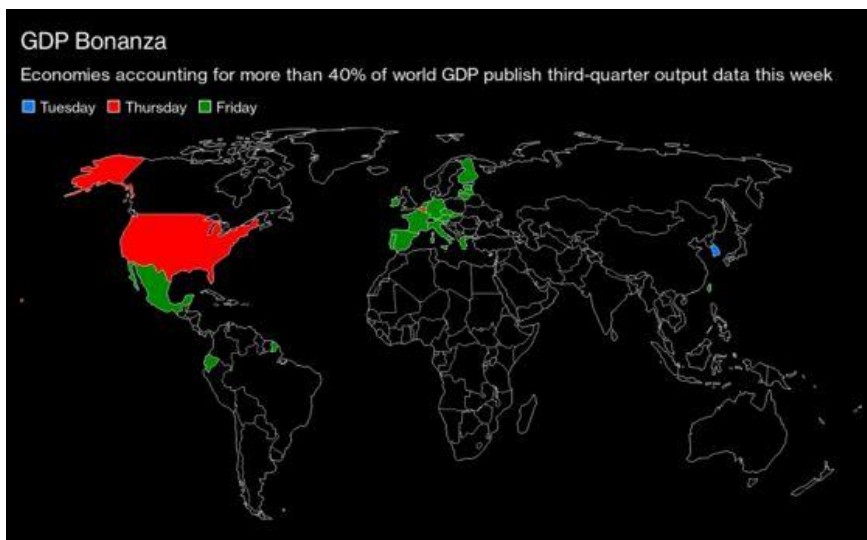 GDP Bonanza
Economies accounting for more than 40% of world GDP publish third-quarter output data this week
Tuesday Thursday Friday